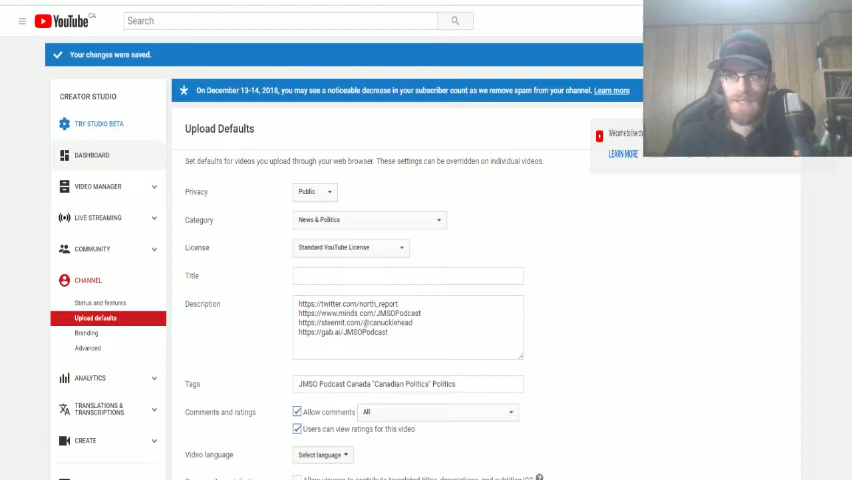 YouTube CA
Search
Your changes were saved.
CREATOR STUDIO
On December 13-14, 2018, you may see a noticeable decrease in your subscriber count as we remove spam from your channel. Learn more
TRY STUDIO BETA
Upload Defaults
Welcome to live ch
LEARN MORE
DASHBOARD
Set defaults for videos you upload through your web browser. These settings can be overridden on individual videos.
VIDEO MANAGER
Privacy
Public
LIVE STREAMING
Category
News & Politics
COMMUNITY
License
Standard YouTube License
CHANNEL
Title
Status and features
Description
https://twitter.com/north_report
https://www.minds.com/JMSOPodcast
https://steemit.com/@canucklehead
https://gab.ai/JMSOPodcast
Upload defaults
Branding
Advanced
ANALYTICS
Tags
JMSO Podcast Canada "Canadian Politics" Politics
TRANSLATIONS &
TRANSCRIPTIONS
Comments and ratings
Allow comments
All
Users can view ratings for this video
CREATE
Video language
Select language